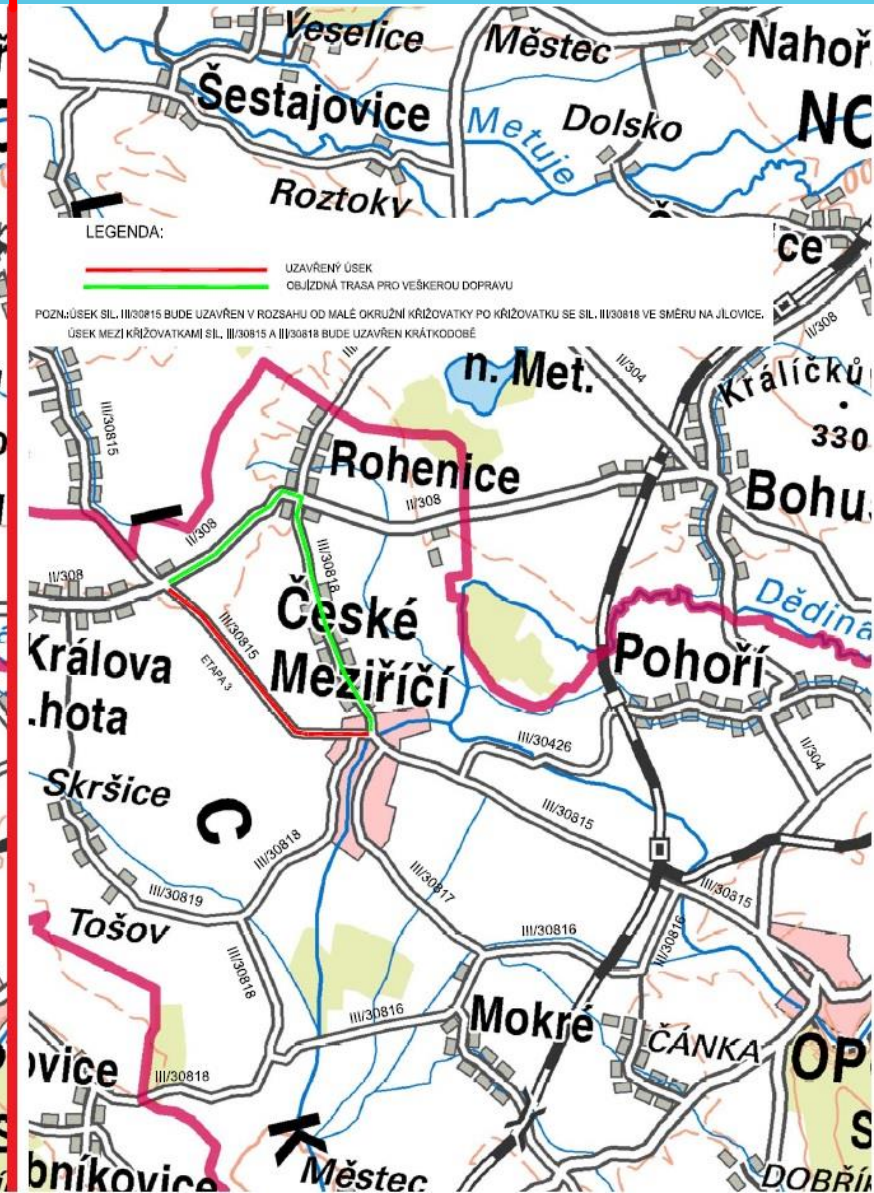 Veselice
Městec
Nahoř
Šestajovice
Metuje
Dolsko
NO
Roztoky
ce
LEGENDA:
UZAVŘENÝ ÚSEK
OBJÍZDNÁ TRASA PRO VEŠKEROU DOPRAVU
POZN.:ÚSEK SIL. III/30815 BUDE UZAVŘEN V ROZSAHU OD MALÉ OKRUŽNÍ KŘIŽOVATKY PO KŘIŽOVATKU SE SIL. III/30818 VE SMĚRU NA JÍLOVICE.
ÚSEK MEZI KŘIŽOVATKAMI SIL. III/30815 A III/30818 BUDE UZAVŘEN KRÁTKODOBĚ
II/308
n. Met.
II/304
Králíčků
330
III/30815
Rohenice
Bohu
II/308
II/308
II/308
III/30818
České
Meziříčí
III/30815
ETAPA 3
Dědina
Pohoří
Králova
.hota
III/30426
II/304
Skršice
C
III/30815
III/30818
III/30819
III/30817
III/30815
Tošov
III/30818
III/30816
III/30816
III/30816
Mokré
ČÁNKA
OP
ovice
III/30818
K
S
bníkovice
Městec
DOBŘÍ